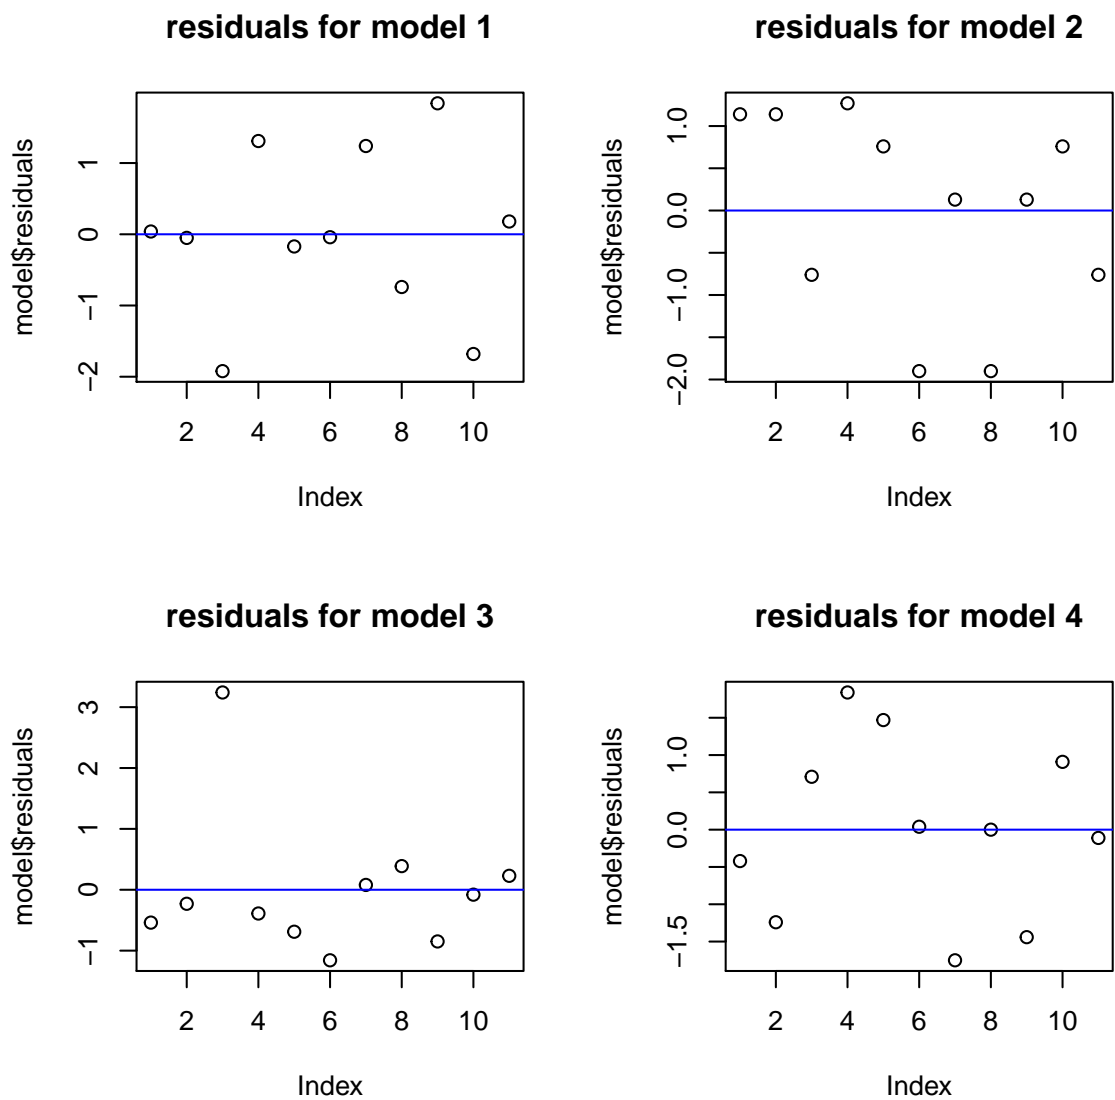 residuals for model 1
model$residuals
1
0
−1
−2
2 4 6 8 10
Index
residuals for model 2
model$residuals
1.0
0.0
−1.0
−2.0
2 4 6 8 10
Index
residuals for model 3
model$residuals
3
2
1
0
−1
2 4 6 8 10
Index
residuals for model 4
model$residuals
1.0
0.0
−1.5
2 4 6 8 10
Index